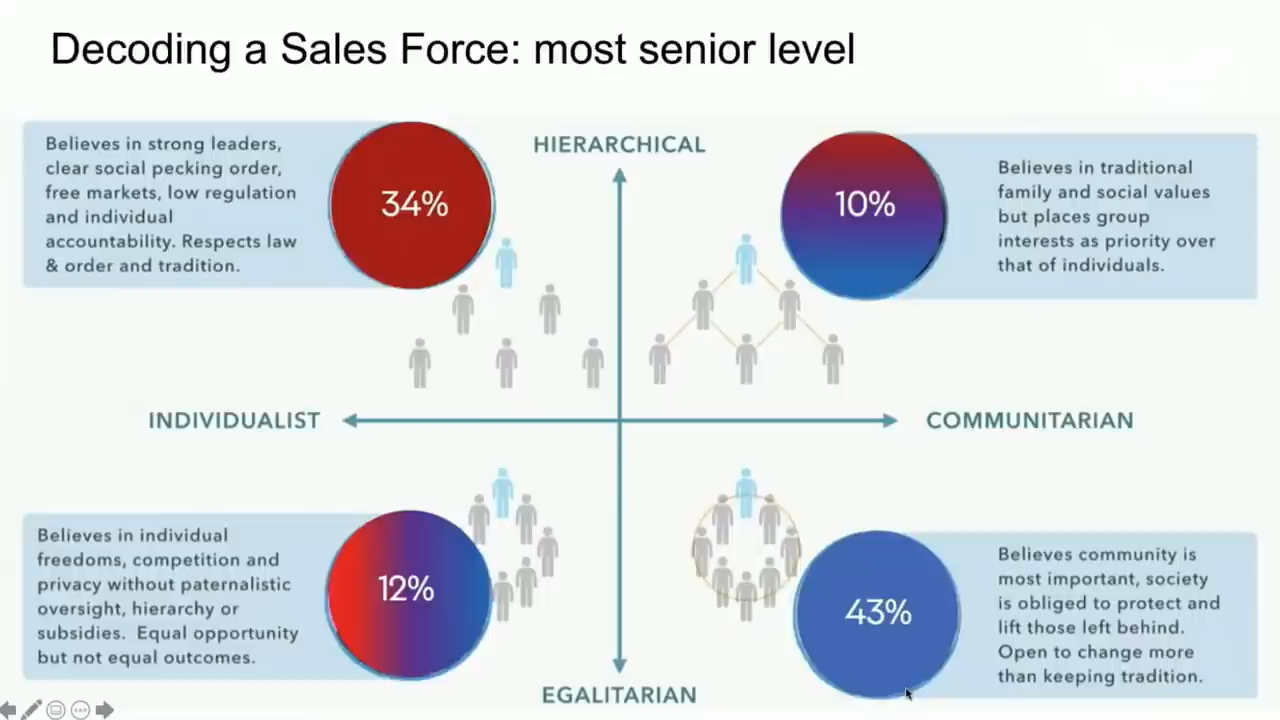 Decoding a Sales Force: most senior level
Believes in strong leaders,
clear social pecking order,
free markets, low regulation
and individual
accountability. Respects law
& order and tradition.
34%
HIERARCHICAL
10%
Believes in traditional
family and social values
but places group
interests as priority over
that of individuals.
INDIVIDUALIST
COMMUNITARIAN
Believes in individual
freedoms, competition and
privacy without paternalistic
oversight, hierarchy or
subsidies. Equal opportunity
but not equal outcomes.
12%
43%
Believes community is
most important, society
is obliged to protect and
lift those left behind.
Open to change more
than keeping tradition.
EGALITARIAN